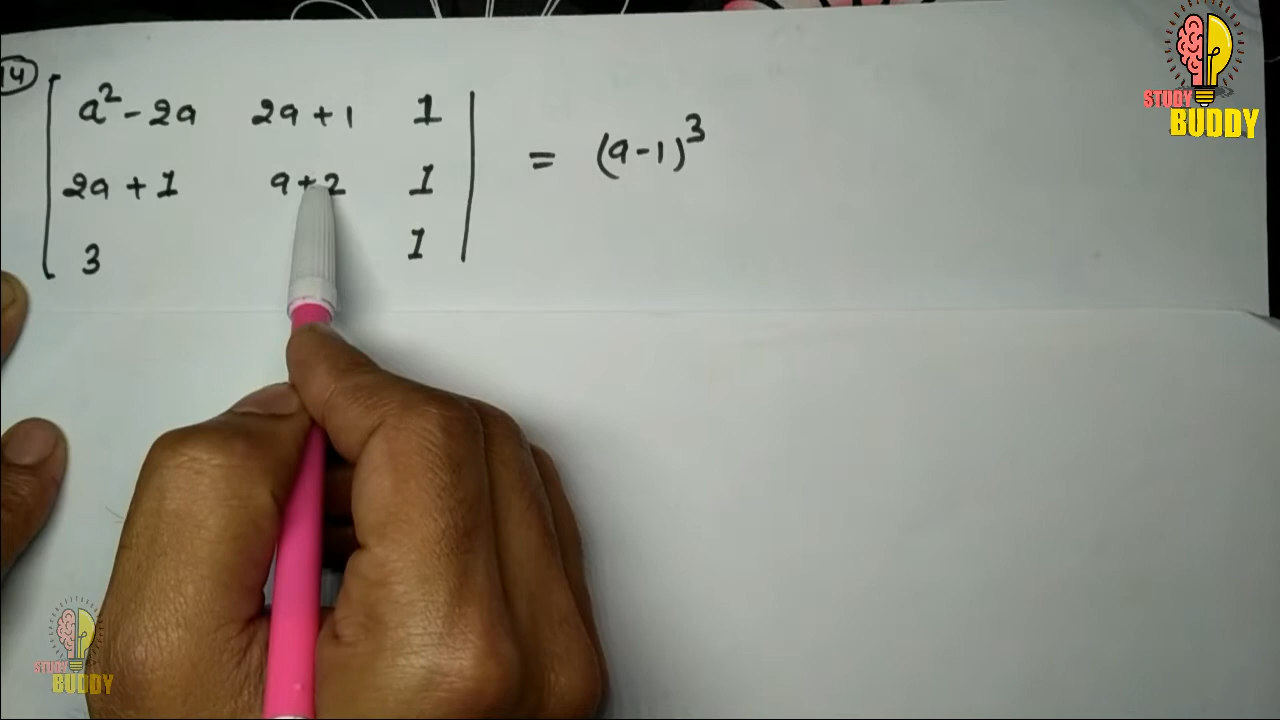 14
a² - 2a 2a + 1 1
2a + 1 a + 2 1
3 1
= (a - 1)³
STUDY
BUDDY
STUDY
BUDDY